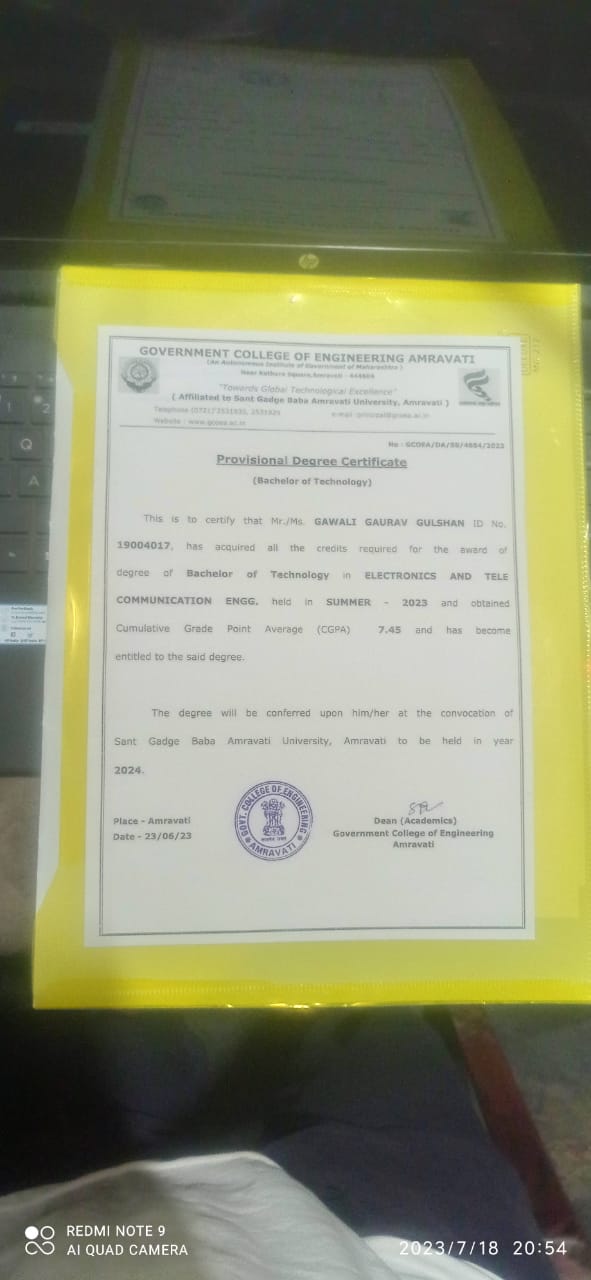 GOVERNMENT COLLEGE OF ENGINEERING AMRAVATI
(An Autonomous Institute of Government of Maharashtra)
Near Kathora Square, Amravati - 444604
"Towards Global Technological Excellence"
( Affiliated to Sant Gadge Baba Amravati University, Amravati )
Telephone (0721) 2531930, 2531929 e-mail :principal@gcoea.ac.in
Website : www.gcoea.ac.in
No : GCOEA/DA/SS/4684/2023
Provisional Degree Certificate
(Bachelor of Technology)
This is to certify that Mr./Ms. GAWALI GAURAV GULSHAN ID No.
19004017, has acquired all the credits required for the award of
degree of Bachelor of Technology in ELECTRONICS AND TELE
COMMUNICATION ENGG. held in SUMMER - 2023 and obtained
Cumulative Grade Point Average (CGPA) 7.45 and has become
entitled to the said degree.
The degree will be conferred upon him/her at the convocation of
Sant Gadge Baba Amravati University, Amravati to be held in year
2024.
Place - Amravati
Date - 23/06/23
GOVT. COLLEGE OF ENGINEERING
AMRAVATI
Dean (Academics)
Government College of Engineering
Amravati
hp
1 2
Q
A
REDMI NOTE 9
AI QUAD CAMERA
2023/7/18 20:54